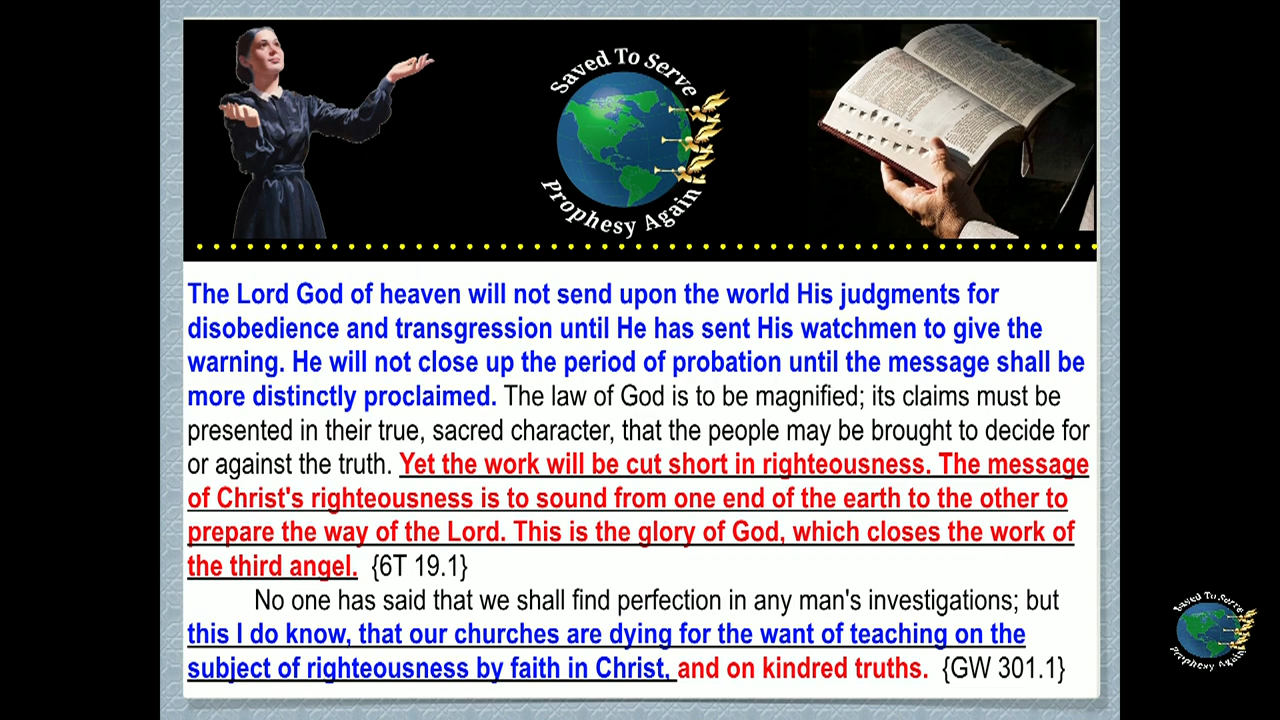 Saved To Serve
Prophesy Again
The Lord God of heaven will not send upon the world His judgments for
disobedience and transgression until He has sent His watchmen to give the
warning. He will not close up the period of probation until the message shall be
more distinctly proclaimed. The law of God is to be magnified; its claims must be
presented in their true, sacred character, that the people may be brought to decide for
or against the truth. Yet the work will be cut short in righteousness. The message
of Christ's righteousness is to sound from one end of the earth to the other to
prepare the way of the Lord. This is the glory of God, which closes the work of
the third angel. {6T 19.1}
No one has said that we shall find perfection in any man's investigations; but
this I do know, that our churches are dying for the want of teaching on the
subject of righteousness by faith in Christ, and on kindred truths. {GW 301.1}
Saved To Serve
Prophesy Again